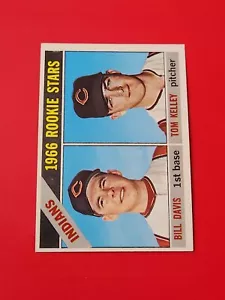 1966 ROOKIE STARS
INDIANS
TOM KELLEY pitcher
BILL DAVIS 1st base